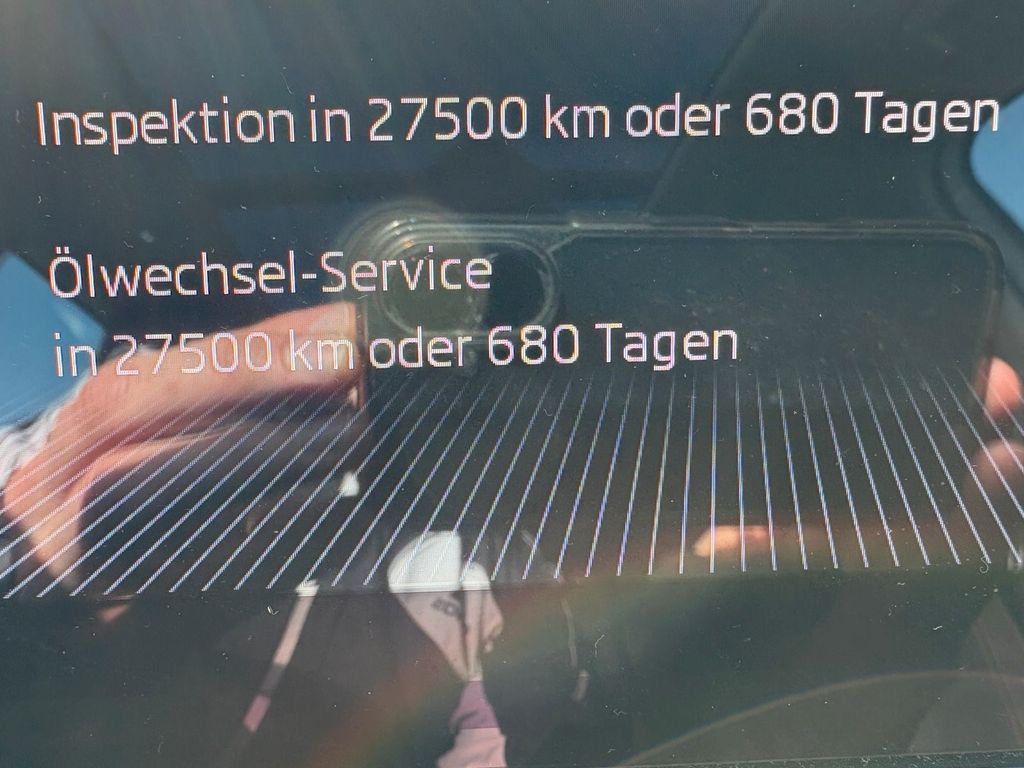 Inspektion in 27500 km oder 680 Tagen
Ölwechsel-Service
in 27500 km oder 680 Tagen